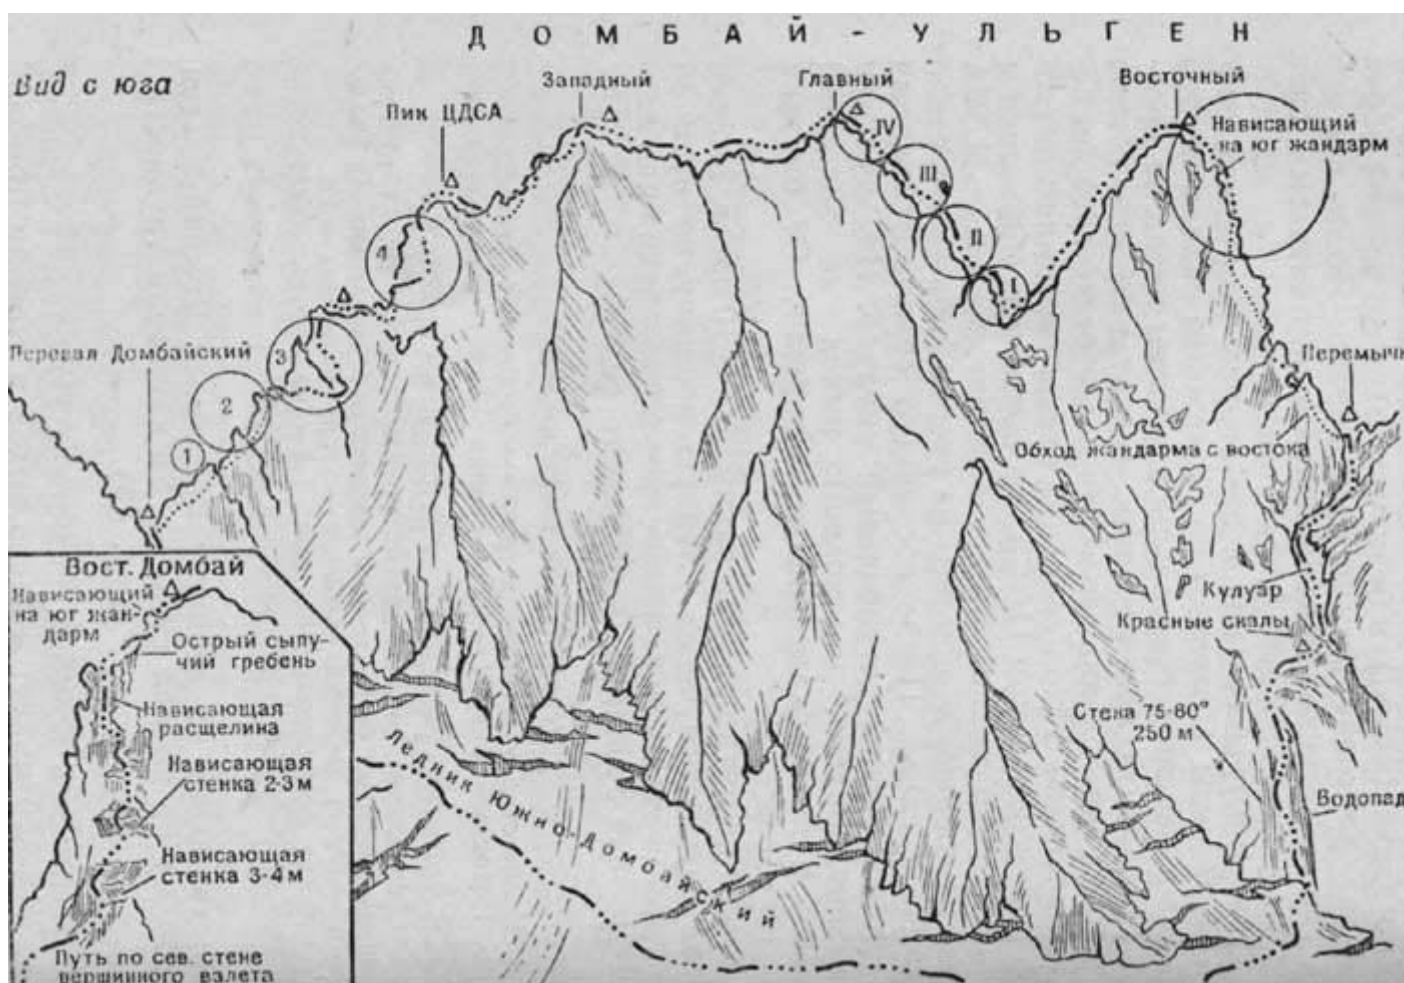 ДОМБАЙ-УЛЬГЕН
Вид с юга
Западный
Главный
Восточный
Пик ЦДСА
Нависающий
на юг жандарм
IV
III
II
I
4
3
2
1
Перевал Домбайский
Перемыч
Обход жандарма с востока
Кулуар
Красные скалы
Стена 75-80°
250 м
Водопад
Ледник Южно-Домбайский
Вост. Домбай
Нависающий
на юг жан-
дарм
Острый сыпу-
чий гребень
Нависающая
расщелина
Нависающая
стенка 2-3 м
Нависающая
стенка 3-4 м
Путь по сев. стене
вершинного взлета